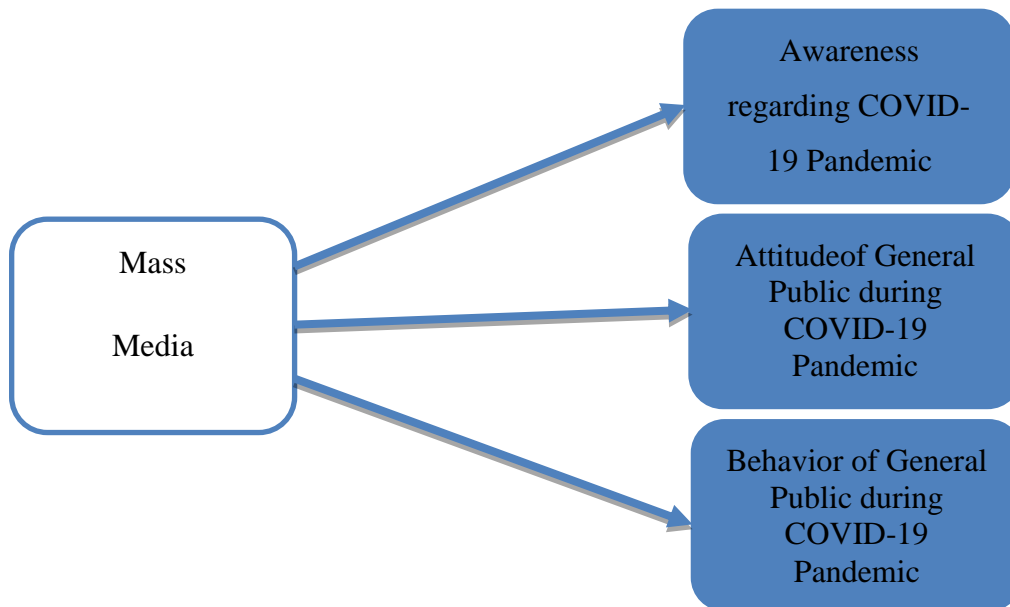 Mass
Media
Awareness
regarding COVID-
19 Pandemic
Attitudeof General
Public during
COVID-19
Pandemic
Behavior of General
Public during
COVID-19
Pandemic